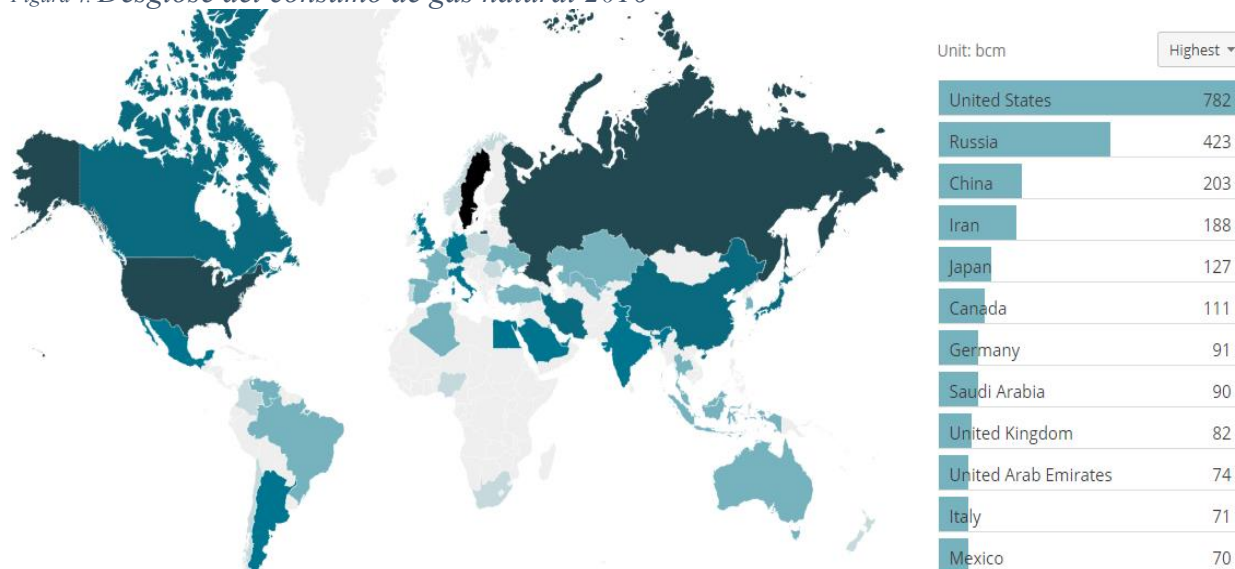 Figura 7. Desglose del consumo de gas natural 2016
Unit: bcm
Highest
United States 782
Russia 423
China 203
Iran 188
Japan 127
Canada 111
Germany 91
Saudi Arabia 90
United Kingdom 82
United Arab Emirates 74
Italy 71
Mexico 70